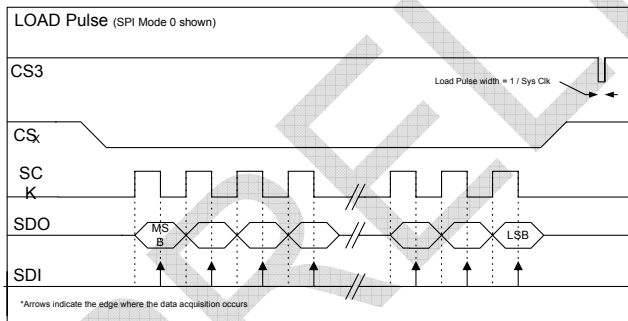 LOAD Pulse (SPI Mode 0 shown)
CS3
Load Pulse width = 1 / Sys Clk
CSx
SC
K
SDO
MS
B
LSB
SDI
*Arrows indicate the edge where the data acquisition occurs